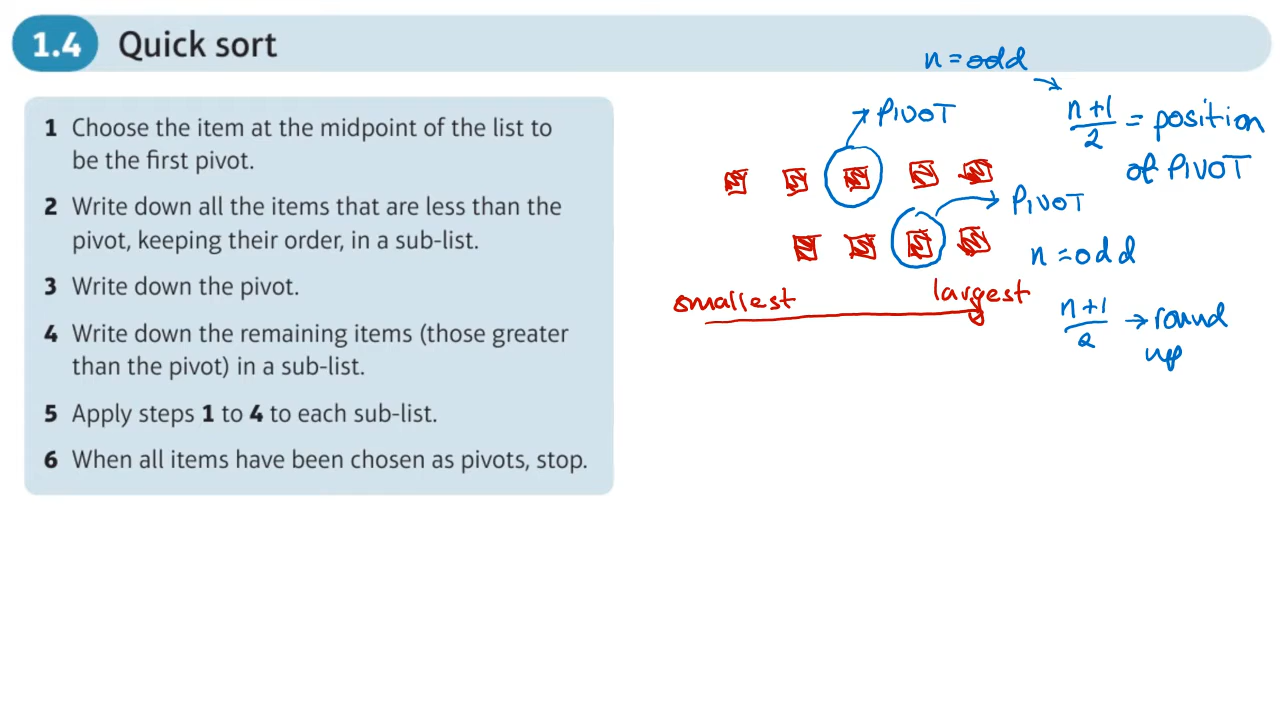 1.4 Quick sort
1 Choose the item at the midpoint of the list to
be the first pivot.
2 Write down all the items that are less than the
pivot, keeping their order, in a sub-list.
3 Write down the pivot.
4 Write down the remaining items (those greater
than the pivot) in a sub-list.
5 Apply steps 1 to 4 to each sub-list.
6 When all items have been chosen as pivots, stop.
n = odd
PIVOT
n+1/2 = position
of PIVOT
PIVOT
n = odd
smallest largest
n+1/2 → round
up